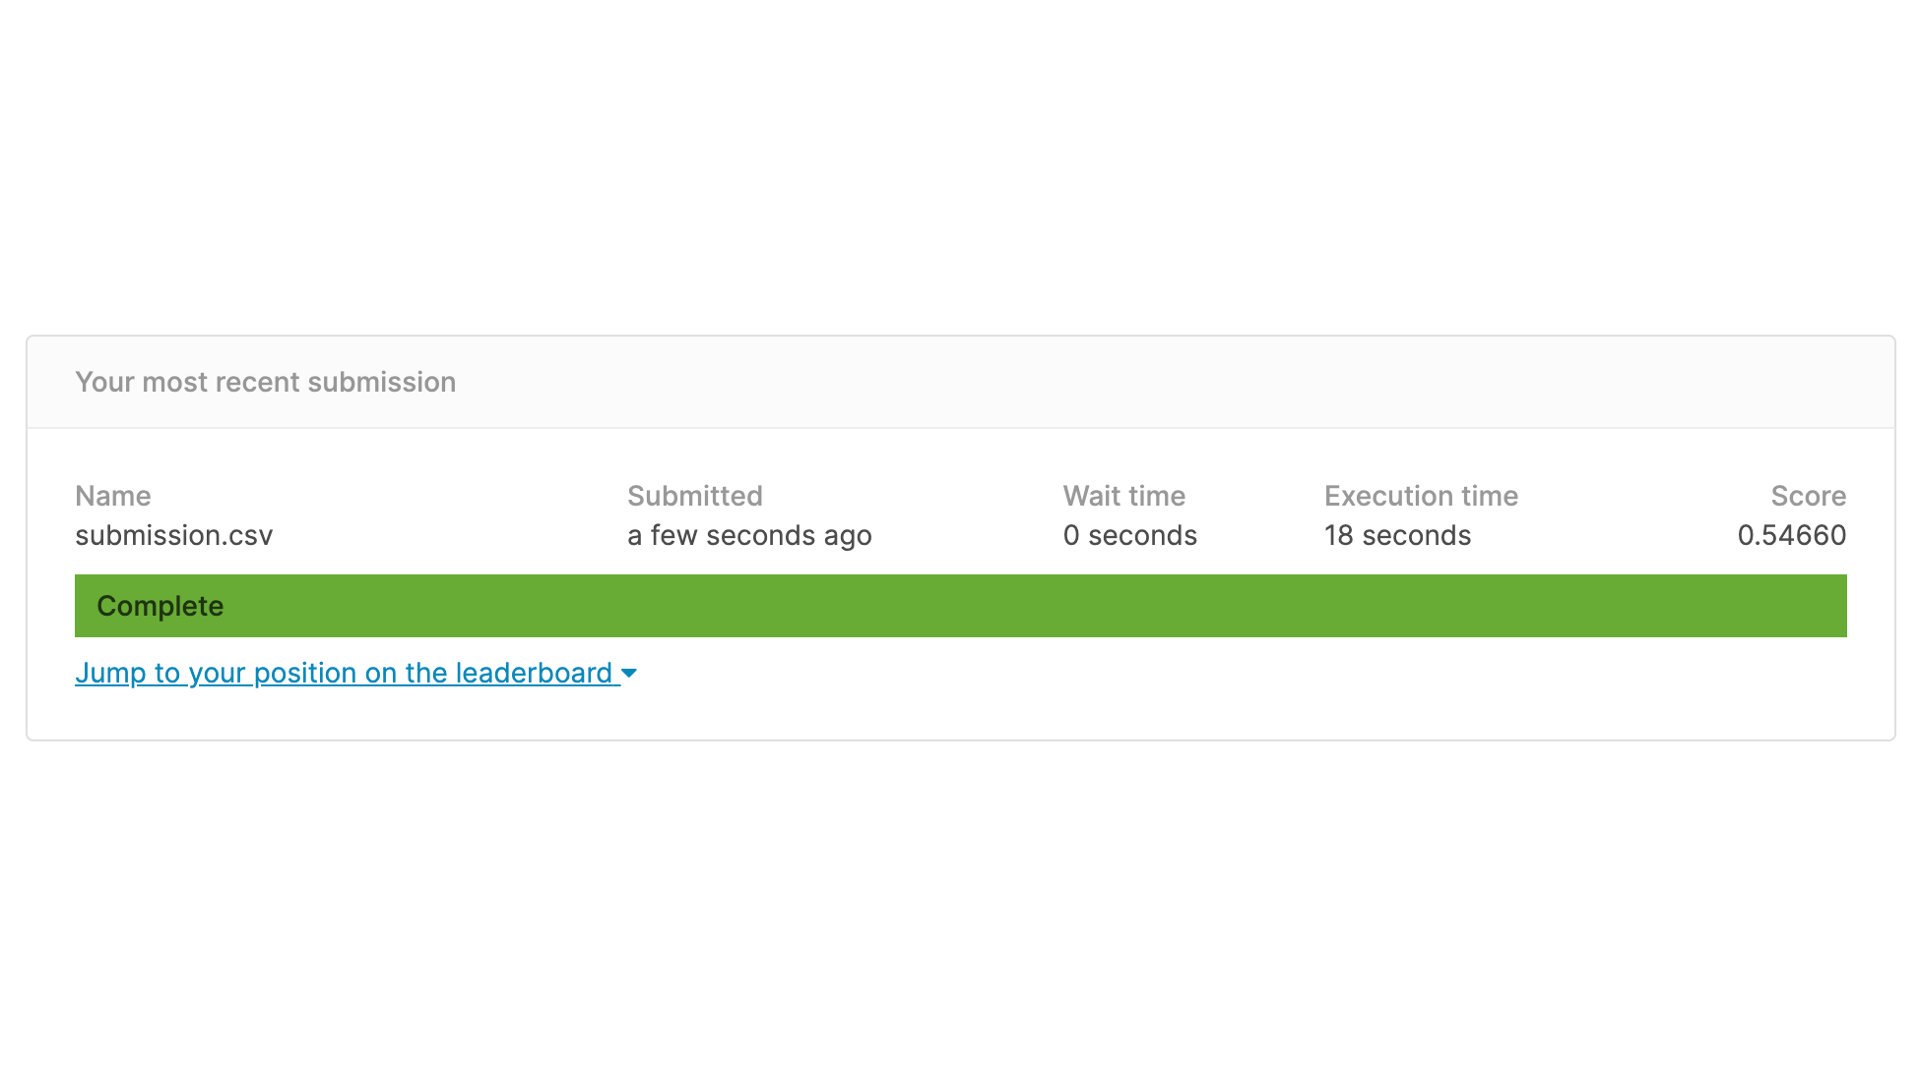 Your most recent submission
Name Submitted Wait time Execution time Score
submission.csv a few seconds ago 0 seconds 18 seconds 0.54660
Complete
Jump to your position on the leaderboard